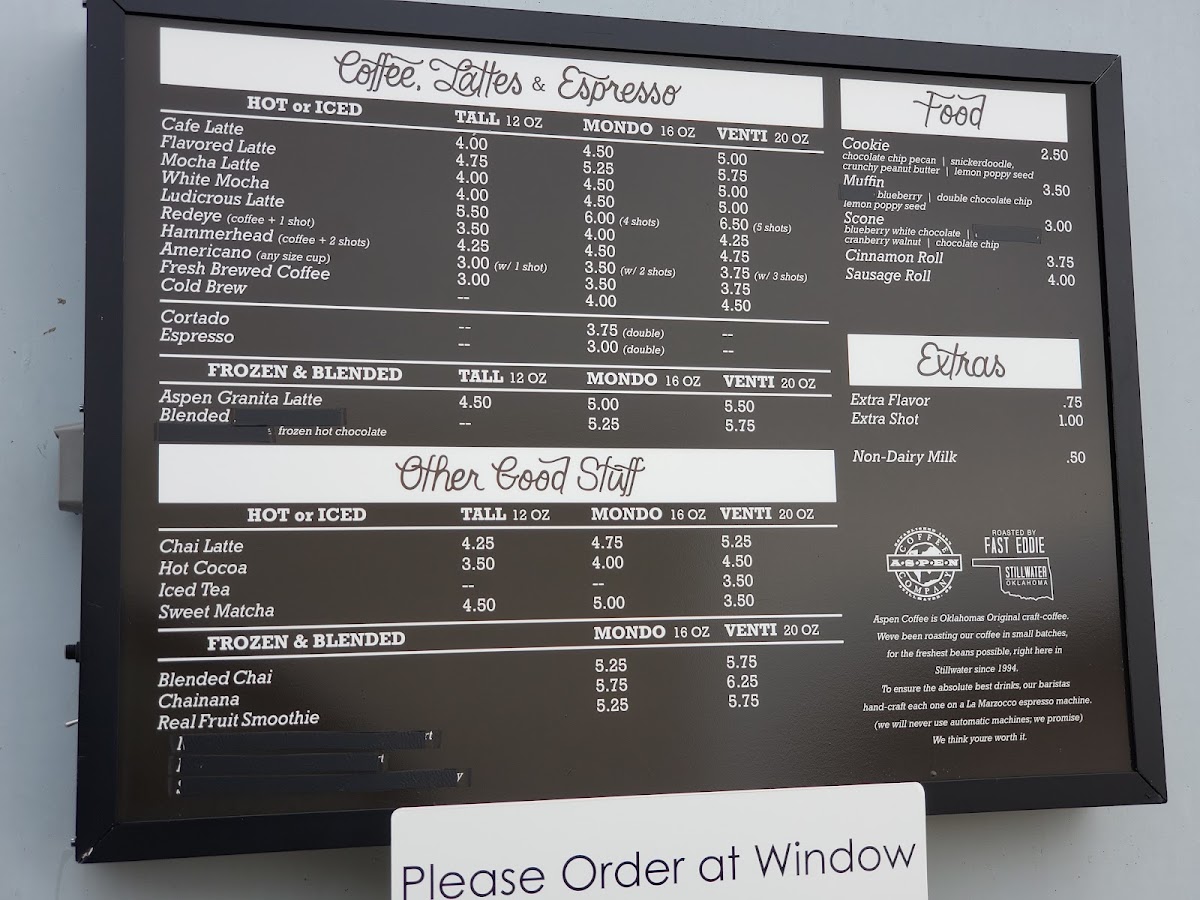 Coffee, Lattes & Espresso
HOT or ICED TALL 12 OZ MONDO 16 OZ VENTI 20 OZ
Cafe Latte 4.00 4.50 5.00
Flavored Latte 4.75 5.25 5.75
Mocha Latte 4.00 4.50 5.00
White Mocha 4.00 4.50 5.00
Ludicrous Latte 5.50 6.00 (4 shots) 6.50 (5 shots)
Redeye (coffee + 1 shot) 3.50 4.00 4.25
Hammerhead (coffee + 2 shots) 4.25 4.50 4.75
Americano (any size cup) 3.00 (w/ 1 shot) 3.50 (w/ 2 shots) 3.75 (w/ 3 shots)
Fresh Brewed Coffee 3.00 3.50 3.75
Cold Brew -- 4.00 4.50
Cortado -- 3.75 (double) --
Espresso -- 3.00 (double) --
FROZEN & BLENDED TALL 12 OZ MONDO 16 OZ VENTI 20 OZ
Aspen Granita Latte 4.50 5.00 5.50
Blended -- 5.25 5.75
frozen hot chocolate
Other Good Stuff
HOT or ICED TALL 12 OZ MONDO 16 OZ VENTI 20 OZ
Chai Latte 4.25 4.75 5.25
Hot Cocoa 3.50 4.00 4.50
Iced Tea -- -- 3.50
Sweet Matcha 4.50 5.00 3.50
FROZEN & BLENDED MONDO 16 OZ VENTI 20 OZ
Blended Chai 5.25 5.75
Chainana 5.75 6.25
Real Fruit Smoothie 5.25 5.75
Food
Cookie 2.50
chocolate chip pecan | snickerdoodle,
crunchy peanut butter | lemon poppy seed
Muffin 3.50
blueberry | double chocolate chip
lemon poppy seed
Scone 3.00
blueberry white chocolate |
cranberry walnut | chocolate chip
Cinnamon Roll 3.75
Sausage Roll 4.00
Extras
Extra Flavor .75
Extra Shot 1.00
Non-Dairy Milk .50
COFFEE
ASPEN
COMPANY
ROASTED BY
FAST EDDIE
STILLWATER
OKLAHOMA
Aspen Coffee is Oklahomas Original craft-coffee.
Weve been roasting our coffee in small batches,
for the freshest beans possible, right here in
Stillwater since 1994.
To ensure the absolute best drinks, our baristas
hand-craft each one on a La Marzocco espresso machine.
(we will never use automatic machines; we promise)
We think youre worth it.
Please Order at Window